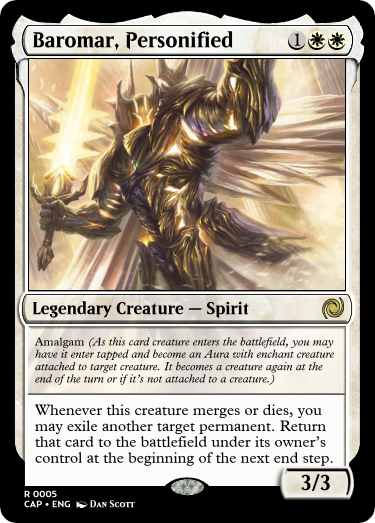 Baromar, Personified 1
Legendary Creature — Spirit
Amalgam (As this card creature enters the battlefield, you may
have it enter tapped and become an Aura with enchant creature
attached to target creature. It becomes a creature again at the
end of the turn or if it's not attached to a creature.)
Whenever this creature merges or dies, you
may exile another target permanent. Return
that card to the battlefield under its owner's
control at the beginning of the next end step.
3/3
R 0005
CAP • ENG DAN SCOTT